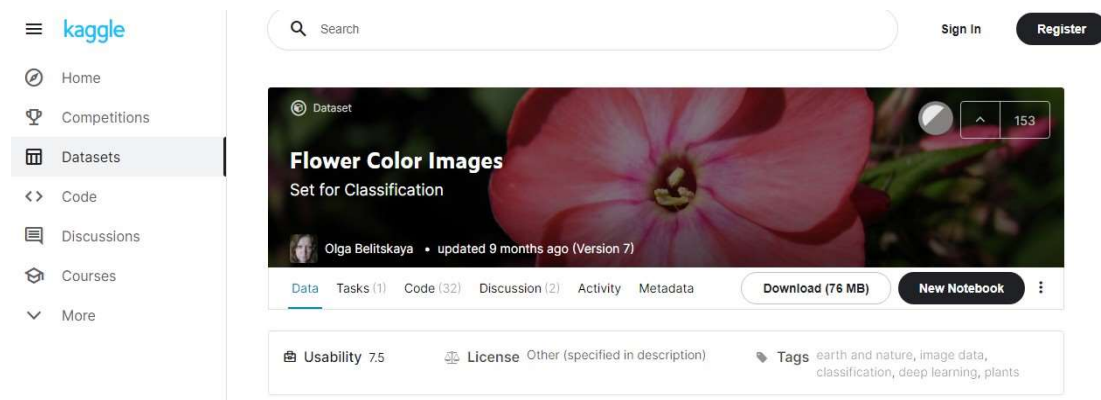 kaggle
Search
Sign In
Register
Home
Competitions
Datasets
Code
Discussions
Courses
More
Dataset
153
Flower Color Images
Set for Classification
Olga Belitskaya • updated 9 months ago (Version 7)
Data Tasks (1) Code (32) Discussion (2) Activity Metadata Download (76 MB) New Notebook
Usability 7.5 License Other (specified in description) Tags earth and nature, image data,
classification, deep learning, plants